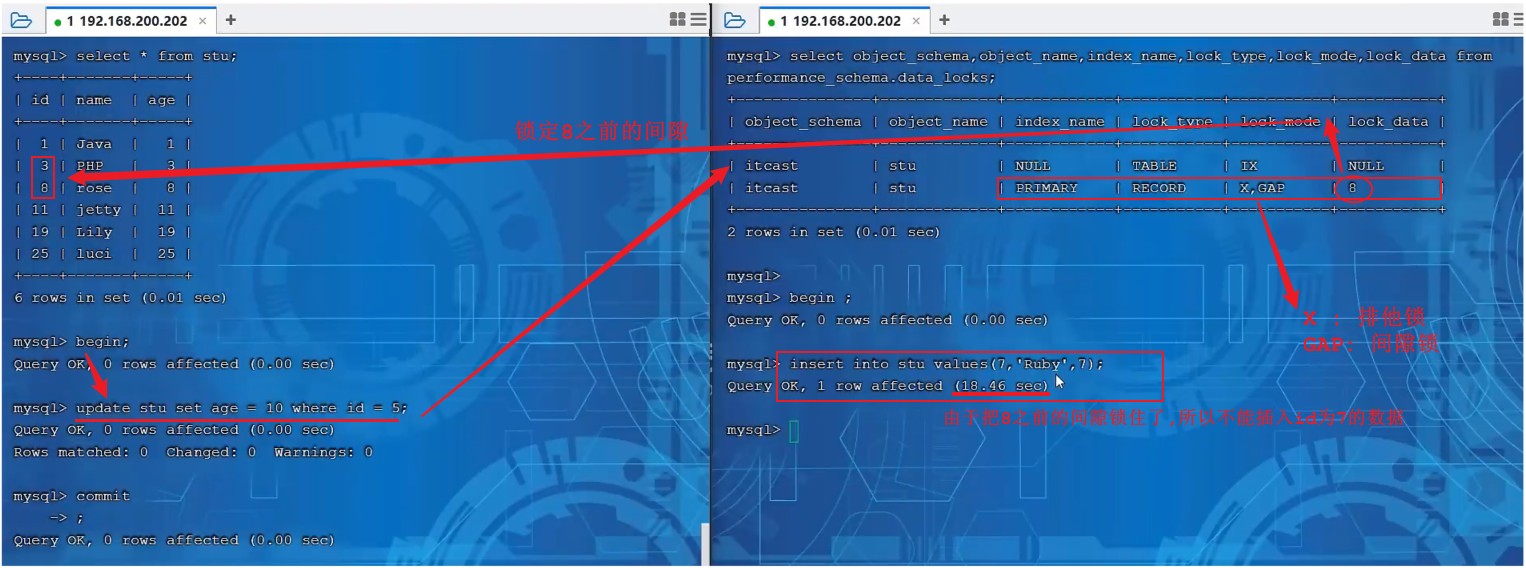 1 192.168.200.202 × +
mysql> select * from stu;
+----+-------+-----+
| id | name | age |
+----+-------+-----+
| 1 | Java | 1 |
| 3 | PHP | 3 |
| 8 | rose | 8 |
| 11 | jetty | 11 |
| 19 | Lily | 19 |
| 25 | luci | 25 |
+----+-------+-----+
6 rows in set (0.01 sec)
mysql> begin;
Query OK, 0 rows affected (0.00 sec)
mysql> update stu set age = 10 where id = 5;
Query OK, 0 rows affected (0.00 sec)
Rows matched: 0 Changed: 0 Warnings: 0
mysql> commit
-> ;
Query OK, 0 rows affected (0.00 sec)
锁定8之前的间隙
1 192.168.200.202 × +
mysql> select object_schema,object_name,index_name,lock_type,lock_mode,lock_data from
performance_schema.data_locks;
+---------------+-------------+------------+-----------+-----------+-----------+
| object_schema | object_name | index_name | lock_type | lock_mode | lock_data |
+---------------+-------------+------------+-----------+-----------+-----------+
| itcast | stu | NULL | TABLE | IX | NULL |
| itcast | stu | PRIMARY | RECORD | X,GAP | 8 |
+---------------+-------------+------------+-----------+-----------+-----------+
2 rows in set (0.01 sec)
mysql>
mysql> begin ;
Query OK, 0 rows affected (0.00 sec)
X : 排他锁
GAP: 间隙锁
mysql> insert into stu values(7,'Ruby',7);
Query OK, 1 row affected (18.46 sec)
由于把8之前的间隙锁住了,所以不能插入id为7的数据
mysql>